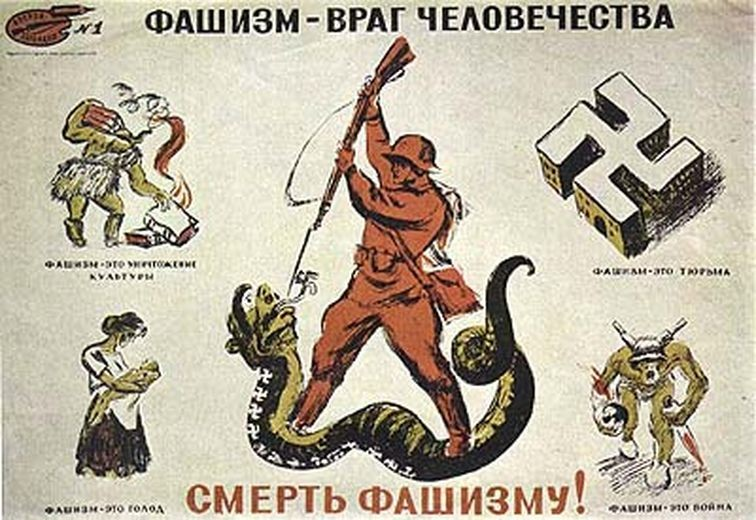 №1
ФАШИЗМ - ВРАГ ЧЕЛОВЕЧЕСТВА
ФАШИЗМ - ЭТО УНИЧТОЖЕНИЕ
КУЛЬТУРЫ
ФАШИЗМ - ЭТО ТЮРЬМА
ФАШИЗМ - ЭТО ГОЛОД
ФАШИЗМ - ЭТО ВОЙНА
СМЕРТЬ ФАШИЗМУ!